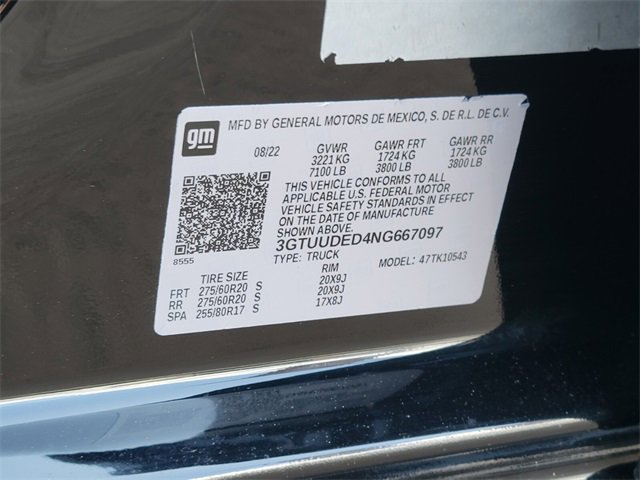 gm
MFD BY GENERAL MOTORS DE MEXICO, S. DE R.L. DE C.V.
08/22 GVWR GAWR FRT GAWR RR
3221 KG 1724 KG 1724 KG
7100 LB 3800 LB 3800 LB
THIS VEHICLE CONFORMS TO ALL
APPLICABLE U.S. FEDERAL MOTOR
VEHICLE SAFETY STANDARDS IN EFFECT
ON THE DATE OF MANUFACTURE
SHOWN ABOVE.
3GTUUDED4NG667097
8555
TYPE: TRUCK MODEL: 47TK10543
TIRE SIZE RIM
FRT 275/60R20 S 20X9J
RR 275/60R20 S 20X9J
SPA 255/80R17 S 17X8J